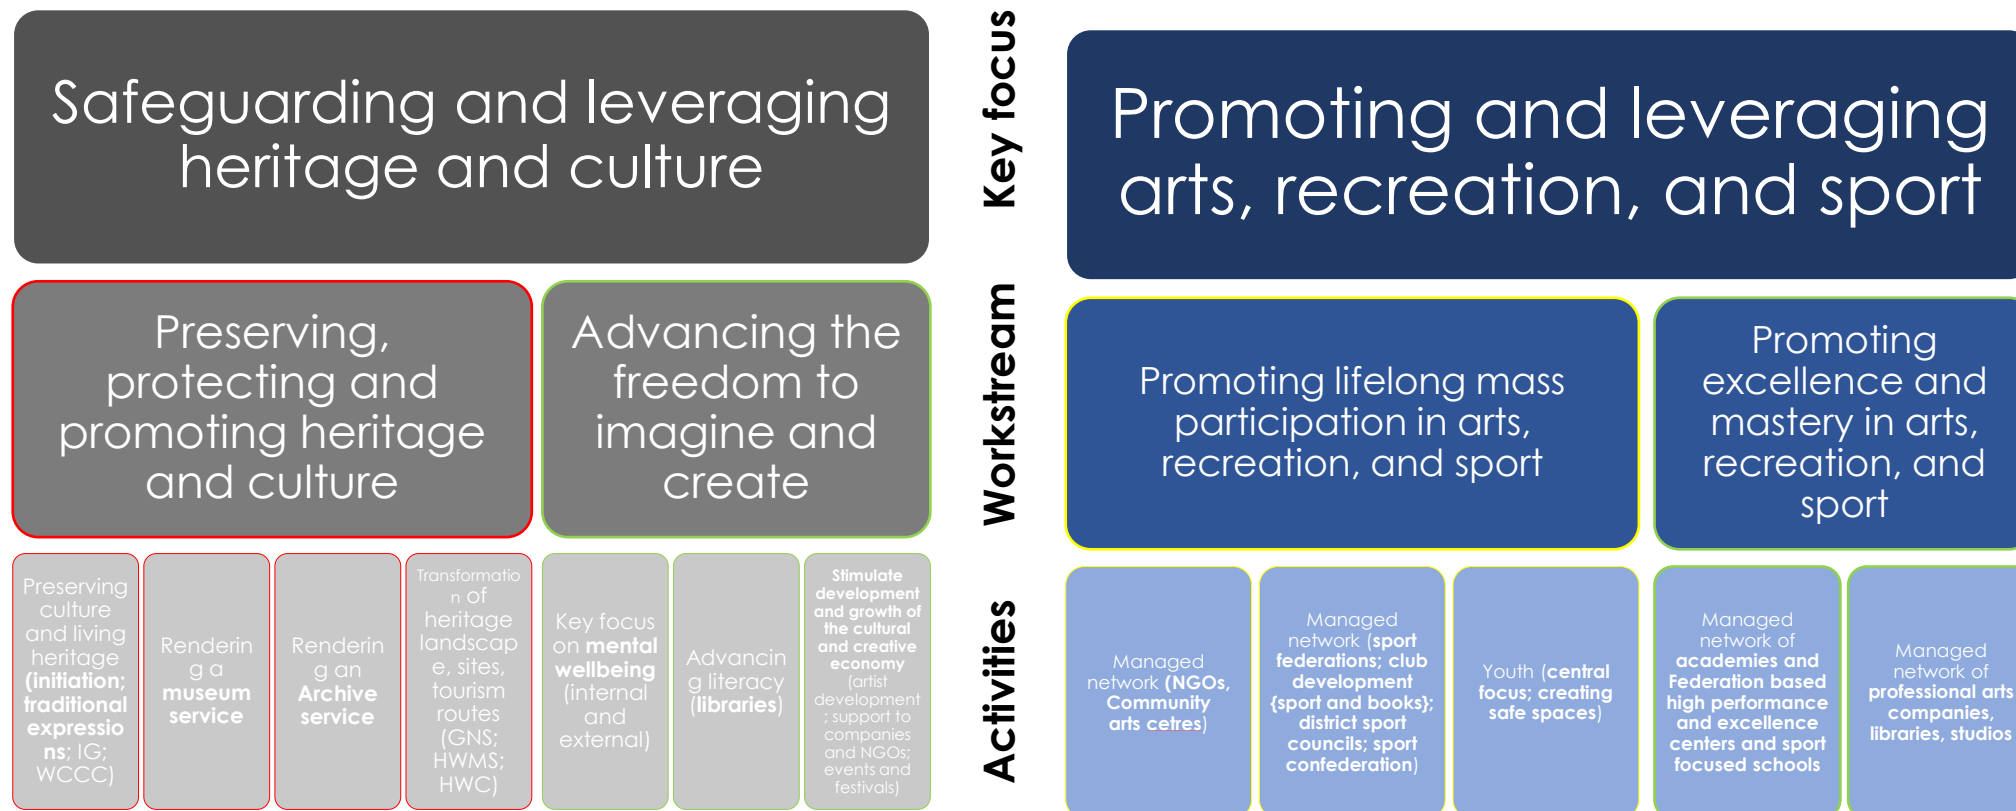 Safeguarding and leveraging
heritage and culture
Preserving,
protecting and
promoting heritage
and culture
Advancing the
freedom to
imagine and
create
Preserving
culture
and living
heritage
(initiation;
traditional
expressio
ns; IG;
WCCC)
Renderin
g a
museum
service
Renderin
g an
Archive
service
Transformatio
n of
heritage
landscap
e, sites,
tourism
routes
(GNS;
HWMS;
HWC)
Key focus
on mental
wellbeing
(internal
and
external)
Advancin
g literacy
(libraries)
Stimulate
development
and growth of
the cultural
and creative
economy
(artist
development
; support to
companies
and NGOs;
events and
festivals)
Key focus
Workstream
Activities
Promoting and leveraging
arts, recreation, and sport
Promoting lifelong mass
participation in arts,
recreation, and sport
Promoting
excellence and
mastery in arts,
recreation, and
sport
Managed
network (NGOs,
Community
arts cetres)
Managed
network (sport
federations; club
development
{sport and books};
district sport
councils; sport
confederation)
Youth (central
focus; creating
safe spaces)
Managed
network of
academies and
Federation based
high performance
and excellence
centers and sport
focused schools
Managed
network of
professional arts
companies,
libraries, studios